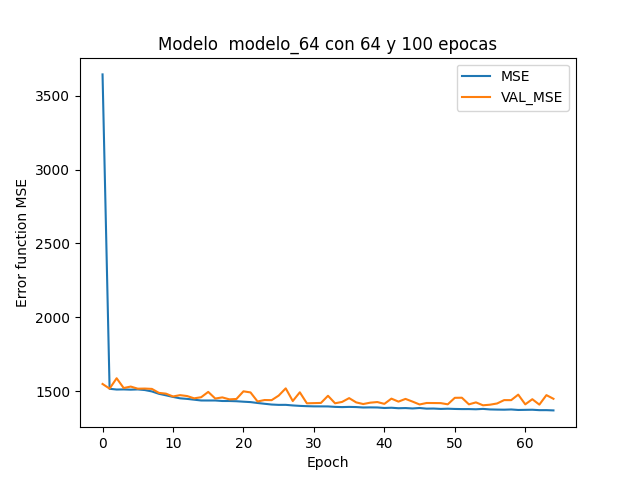 Modelo  modelo_64 con 64 y 100 epocas
MSE
VAL_MSE
Error function MSE
3500
3000
2500
2000
1500
0 10 20 30 40 50 60
Epoch